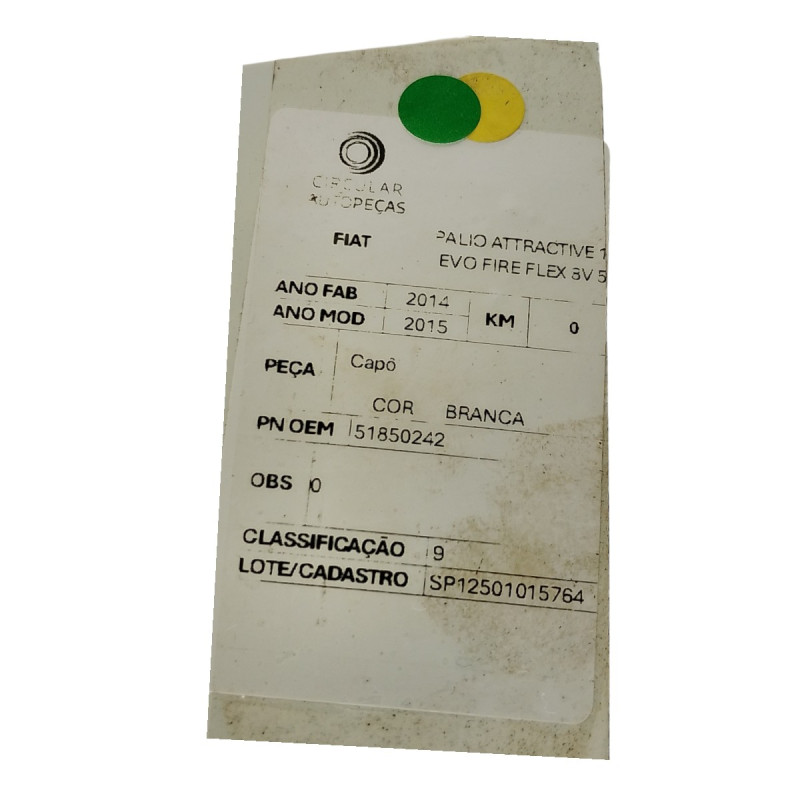 CIRCULAR
AUTOPEÇAS
FIAT PALIO ATTRACTIVE 1
EVO FIRE FLEX 8V 5
ANO FAB 2014
ANO MOD 2015 KM 0
PEÇA Capô
COR BRANCA
PN OEM 51850242
OBS 0
CLASSIFICAÇÃO 9
LOTE/CADASTRO SP12501015764